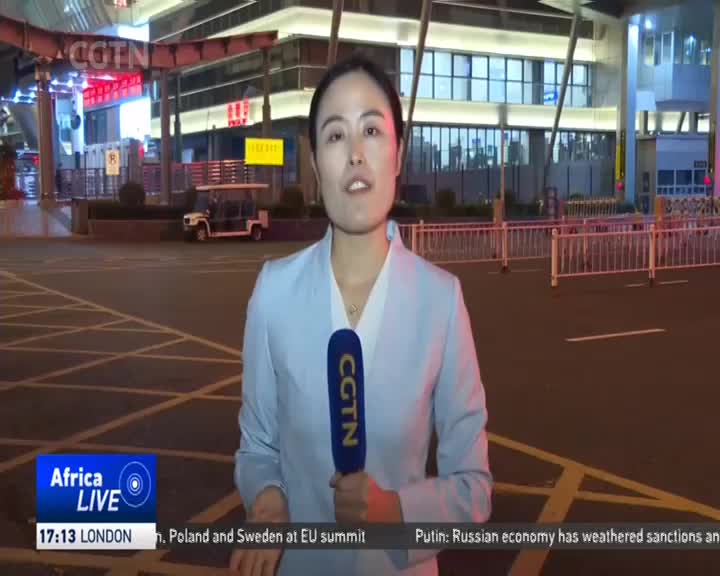 CGTN
CGTN
Africa
LIVE
17:13 LONDON
n, Poland and Sweden at EU summit Putin: Russian economy has weathered sanctions an